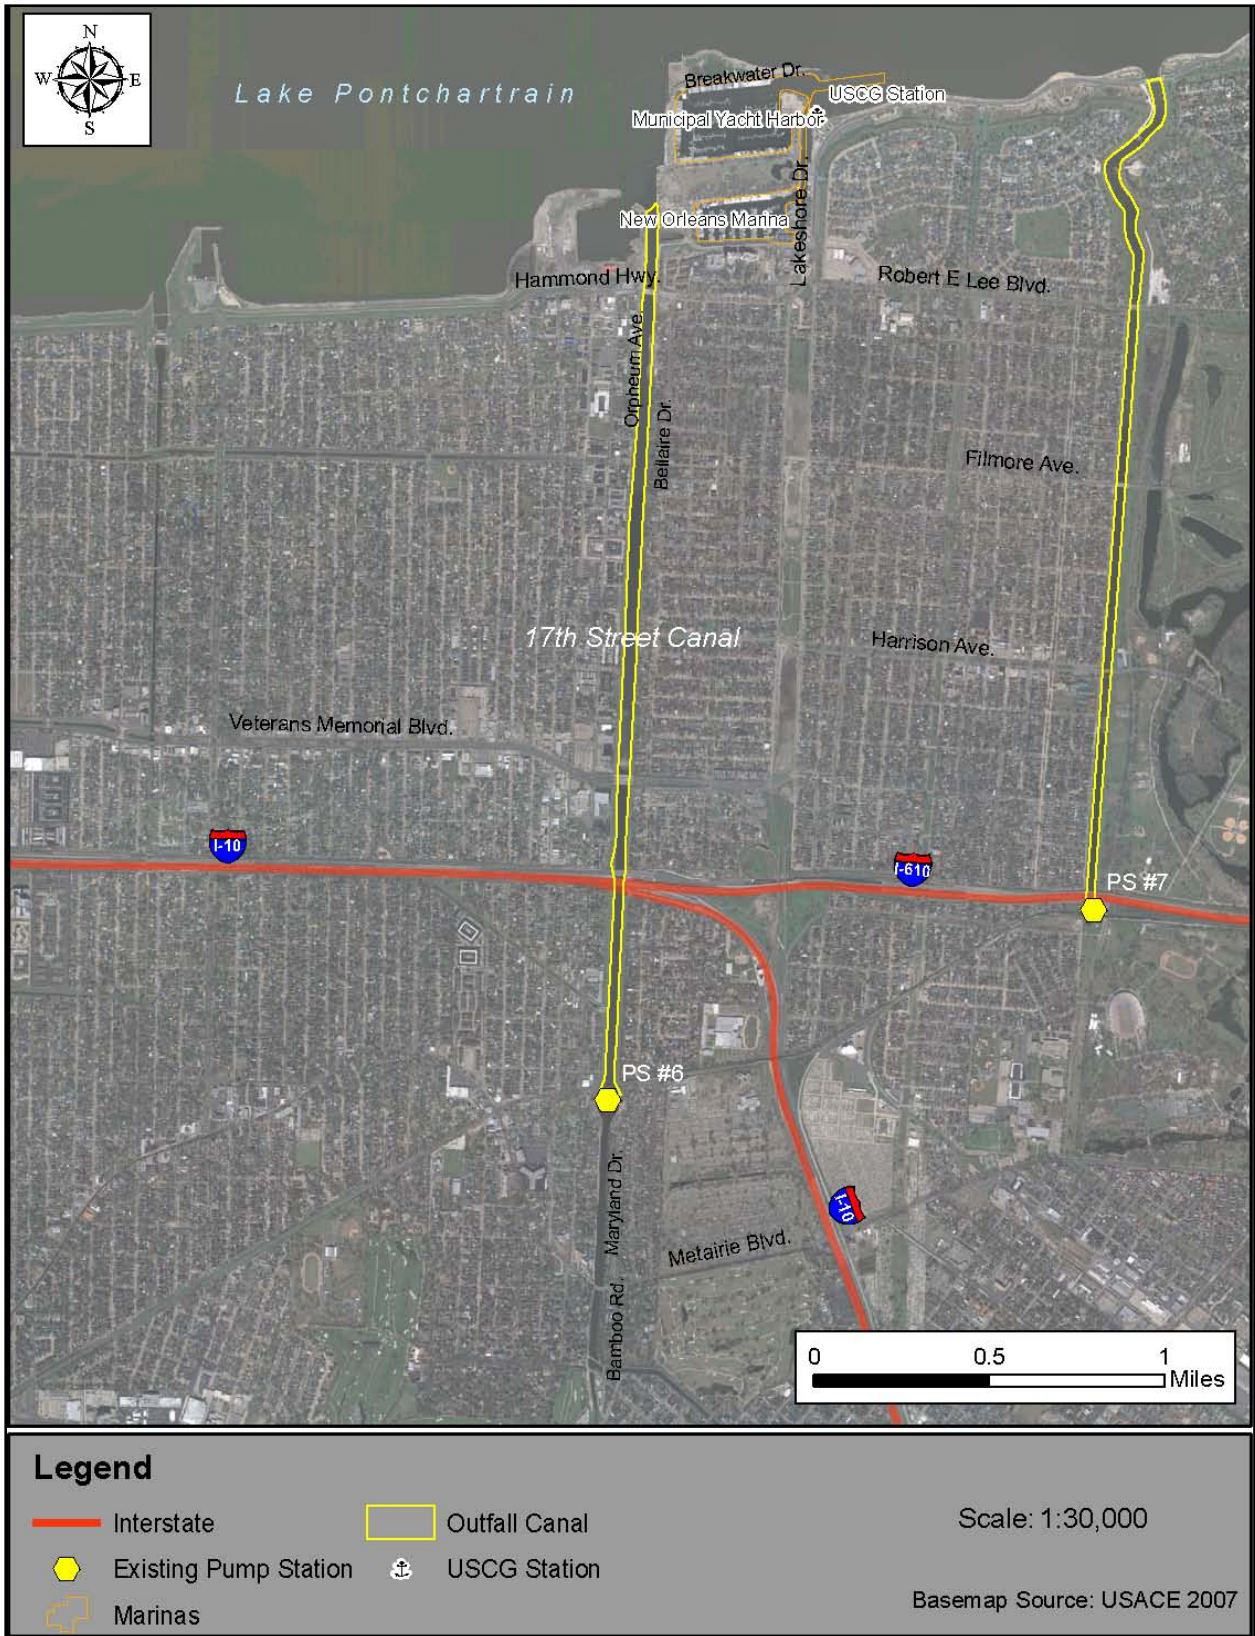 N
W E
S
Lake Pontchartrain
Breakwater Dr.
USCG Station
Municipal Yacht Harbor
Lakeshore Dr.
New Orleans Marina
Hammond Hwy.
Robert E Lee Blvd.
Orpheum Ave.
Bellaire Dr.
Filmore Ave.
17th Street Canal
Harrison Ave.
Veterans Memorial Blvd.
I-10
I-610
PS #7
PS #6
Maryland Dr.
I-10
Metairie Blvd.
Bamboo Rd.
0 0.5 1
Miles
Legend
Interstate
Outfall Canal
Scale: 1:30,000
Existing Pump Station
USCG Station
Marinas
Basemap Source: USACE 2007